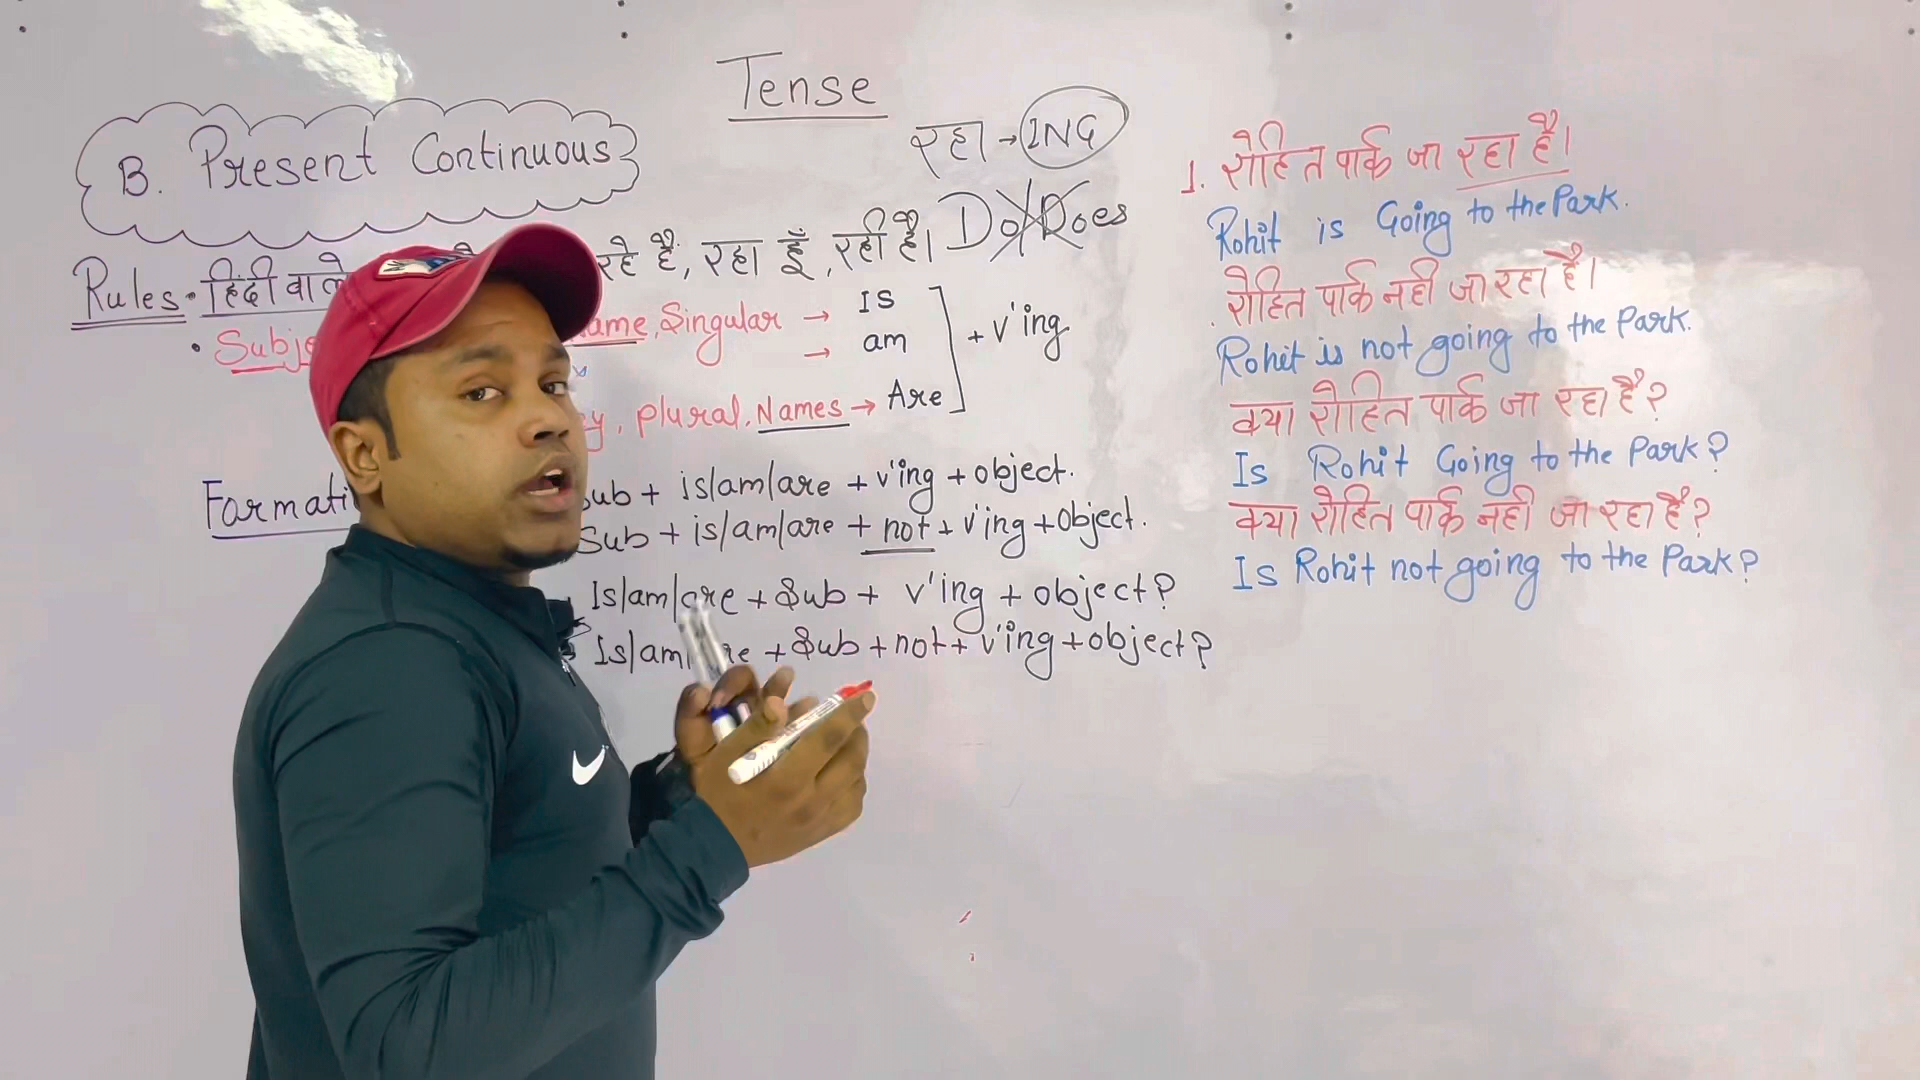 Tense
B. Present Continuous
रहा → ING
Do/Does
Rules • हिंदी वाले रहे हैं, रहा हूँ, रही है।
• Name, Singular → IS
→ am
+ v'ing
plural, Names → Are
Sub + is/am/are + v'ing + object.
Sub + is/am/are + not + v'ing + Object.
Is/am/are + Sub + v'ing + object?
Is/am/are + Sub + not + v'ing + object?
1. रोहित पार्क जा रहा है।
Rohit is Going to the Park.
रोहित पार्क नही जा रहा है।
Rohit is not going to the Park.
क्या रोहित पार्क जा रहा है?
Is Rohit Going to the Park?
क्या रोहित पार्क नही जा रहा है?
Is Rohit not going to the Park?